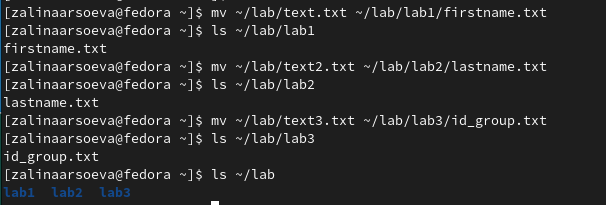 [zalinaarsoeva@fedora ~]$ mv ~/lab/text.txt ~/lab/lab1/firstname.txt
[zalinaarsoeva@fedora ~]$ ls ~/lab/lab1
firstname.txt
[zalinaarsoeva@fedora ~]$ mv ~/lab/text2.txt ~/lab/lab2/lastname.txt
[zalinaarsoeva@fedora ~]$ ls ~/lab/lab2
lastname.txt
[zalinaarsoeva@fedora ~]$ mv ~/lab/text3.txt ~/lab/lab3/id_group.txt
[zalinaarsoeva@fedora ~]$ ls ~/lab/lab3
id_group.txt
[zalinaarsoeva@fedora ~]$ ls ~/lab
lab1  lab2  lab3